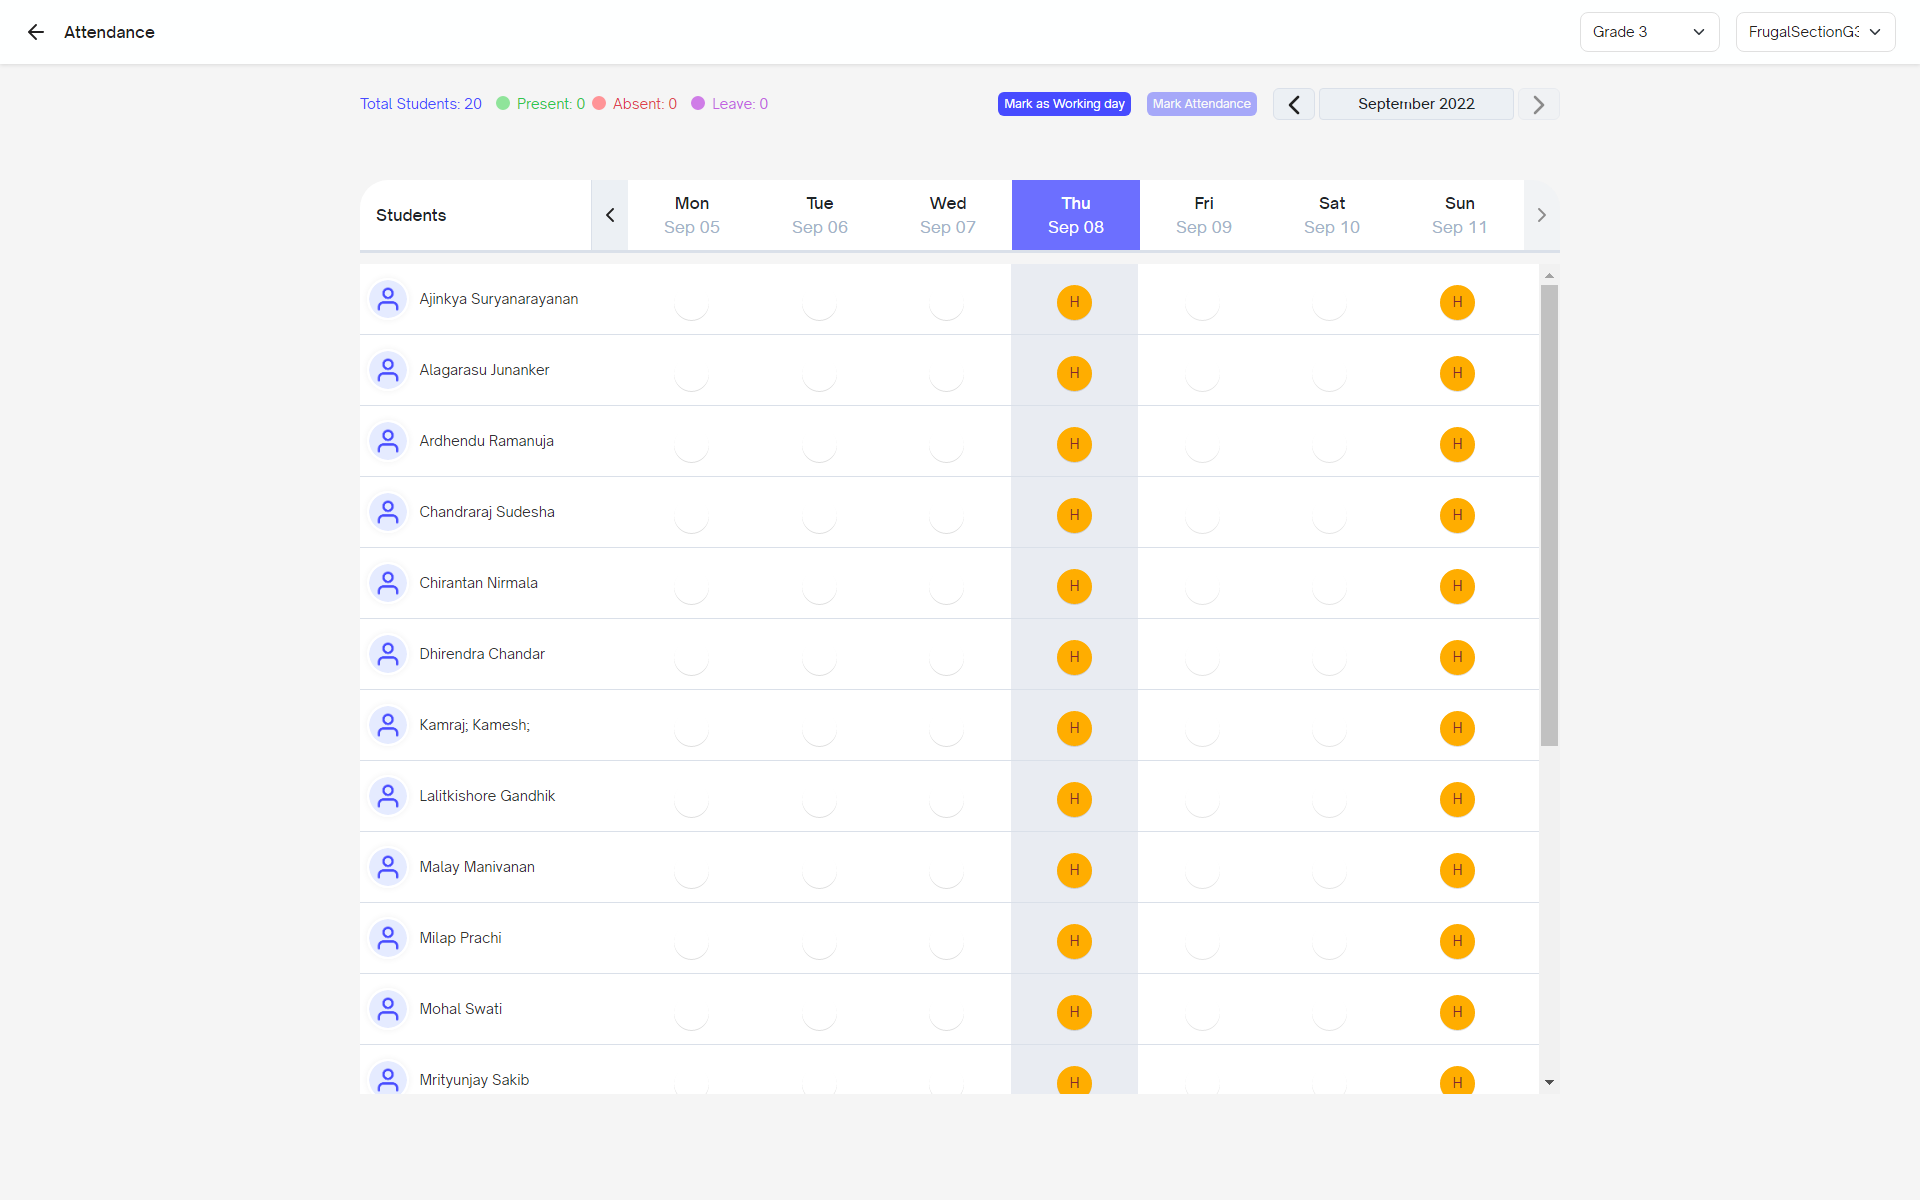 Attendance
Grade 3
FrugalSectionG3
Total Students: 20 Present: 0 Absent: 0 Leave: 0
Mark as Working day
Mark Attendance
September 2022
Students
Mon Tue Wed Thu Fri Sat Sun
Sep 05 Sep 06 Sep 07 Sep 08 Sep 09 Sep 10 Sep 11
Ajinkya Suryanarayanan H H
Alagarasu Junanker H H
Ardhendu Ramanuja H H
Chandraraj Sudesha H H
Chirantan Nirmala H H
Dhirendra Chandar H H
Kamraj; Kamesh; H H
Lalitkishore Gandhik H H
Malay Manivanan H H
Milap Prachi H H
Mohal Swati H H
Mrityunjay Sakib H H